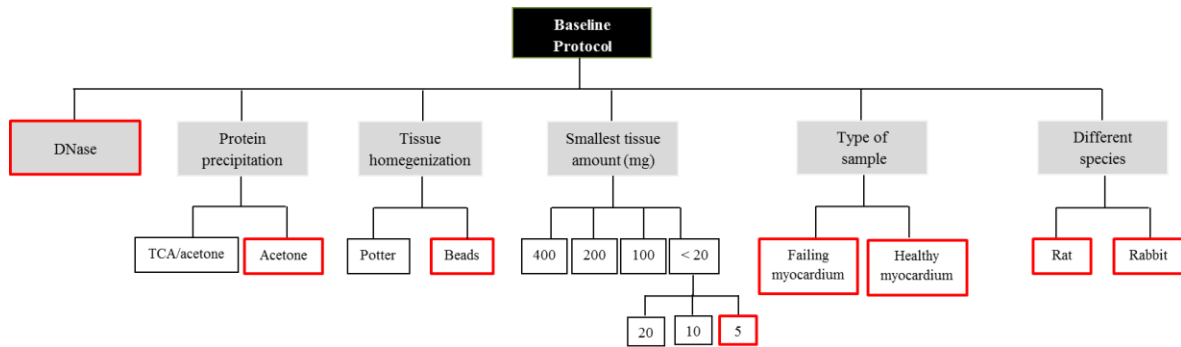 Baseline
Protocol
DNase
Protein
precipitation
Tissue
homegenization
Smallest tissue
amount (mg)
Type of
sample
Different
species
TCA/acetone
Acetone
Potter
Beads
400
200
100
< 20
Failing
myocardium
Healthy
myocardium
Rat
Rabbit
20
10
5